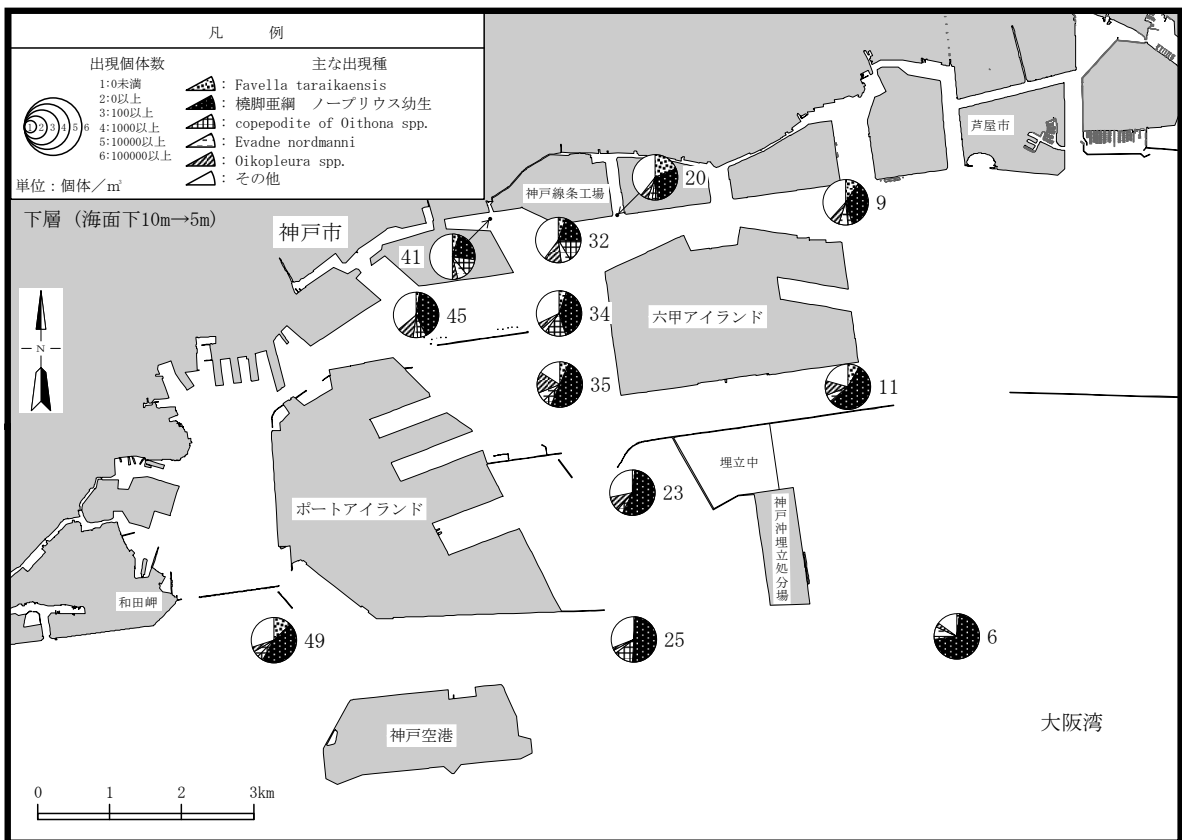 凡　例
出現個体数
1:0未満
2:0以上
3:100以上
4:1000以上
5:10000以上
6:100000以上
1 2 3 4 5 6
単位：個体／㎥
主な出現種
：Favella taraikaensis
：橈脚亜綱　ノープリウス幼生
：copepodite of Oithona spp.
：Evadne nordmanni
：Oikopleura spp.
：その他
下層（海面下10m→5m）
神戸市
神戸線条工場
芦屋市
20
9
32
41
45
34
六甲アイランド
35
11
N
23
埋立中
ポートアイランド
神戸沖埋立処分場
和田岬
49
25
6
神戸空港
大阪湾
0 1 2 3km